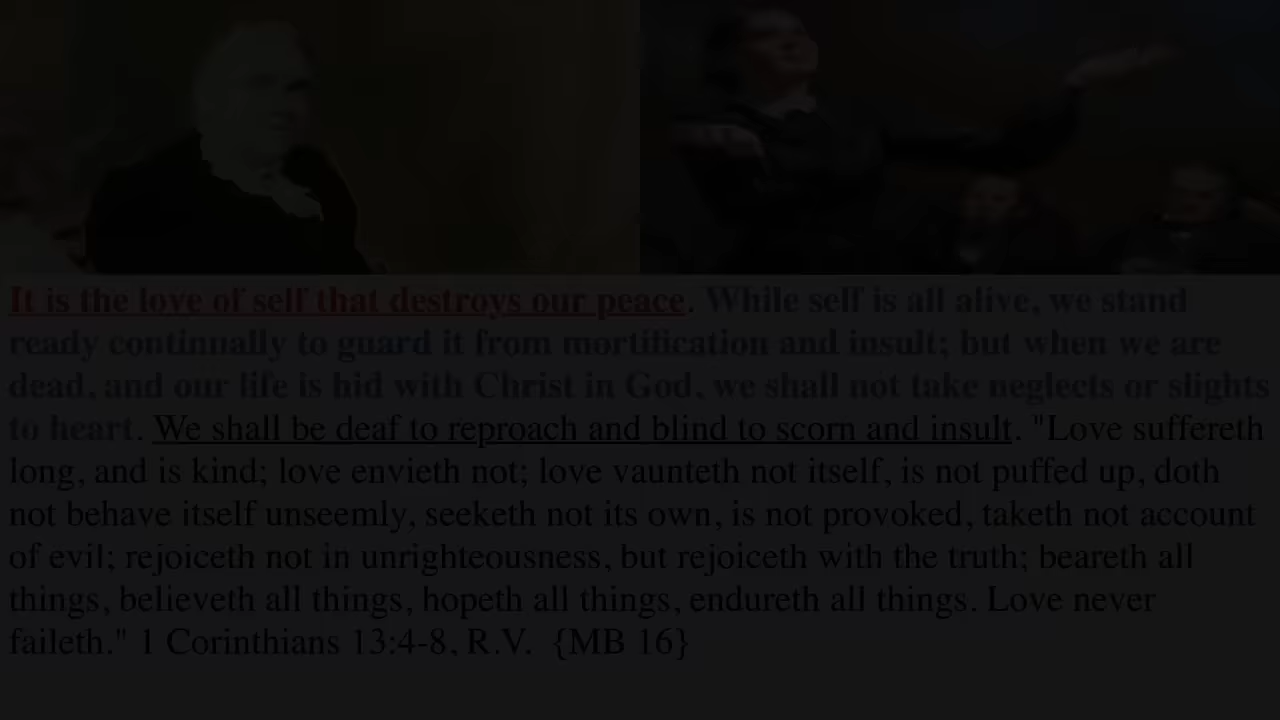 It is the love of self that destroys our peace. While self is all alive, we stand
ready continually to guard it from mortification and insult; but when we are
dead, and our life is hid with Christ in God, we shall not take neglects or slights
to heart. We shall be deaf to reproach and blind to scorn and insult. "Love suffereth
long, and is kind; love envieth not; love vaunteth not itself, is not puffed up, doth
not behave itself unseemly, seeketh not its own, is not provoked, taketh not account
of evil; rejoiceth not in unrighteousness, but rejoiceth with the truth; beareth all
things, believeth all things, hopeth all things, endureth all things. Love never
faileth." 1 Corinthians 13:4-8, R.V. {MB 16}